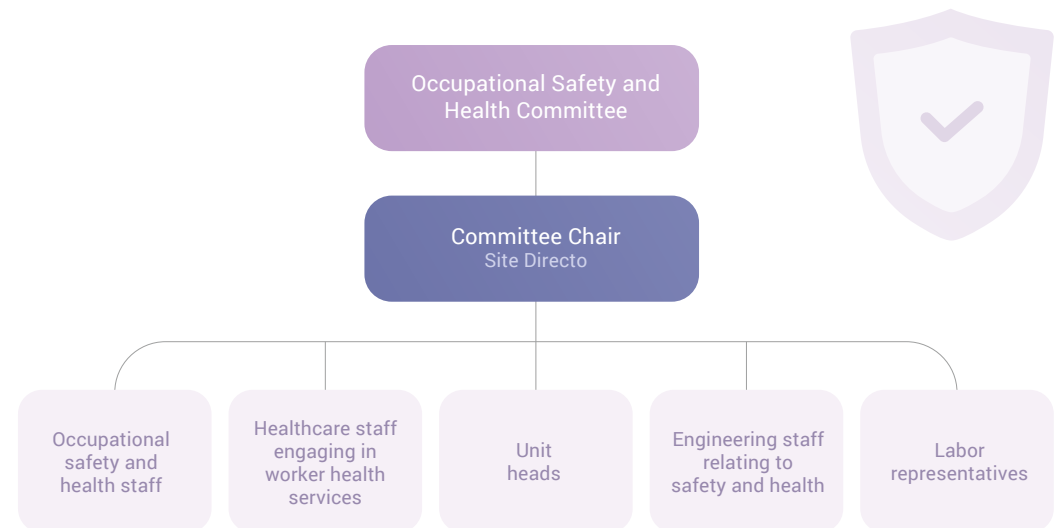 Occupational Safety and
Health Committee
Committee Chair
Site Directo
Occupational
safety and
health staff
Healthcare staff
engaging in
worker health
services
Unit
heads
Engineering staff
relating to
safety and health
Labor
representatives